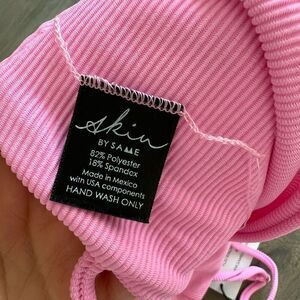 skin
BY SAME
82% Polyester
18% Spandex
Made in Mexico
with USA components
HAND WASH ONLY